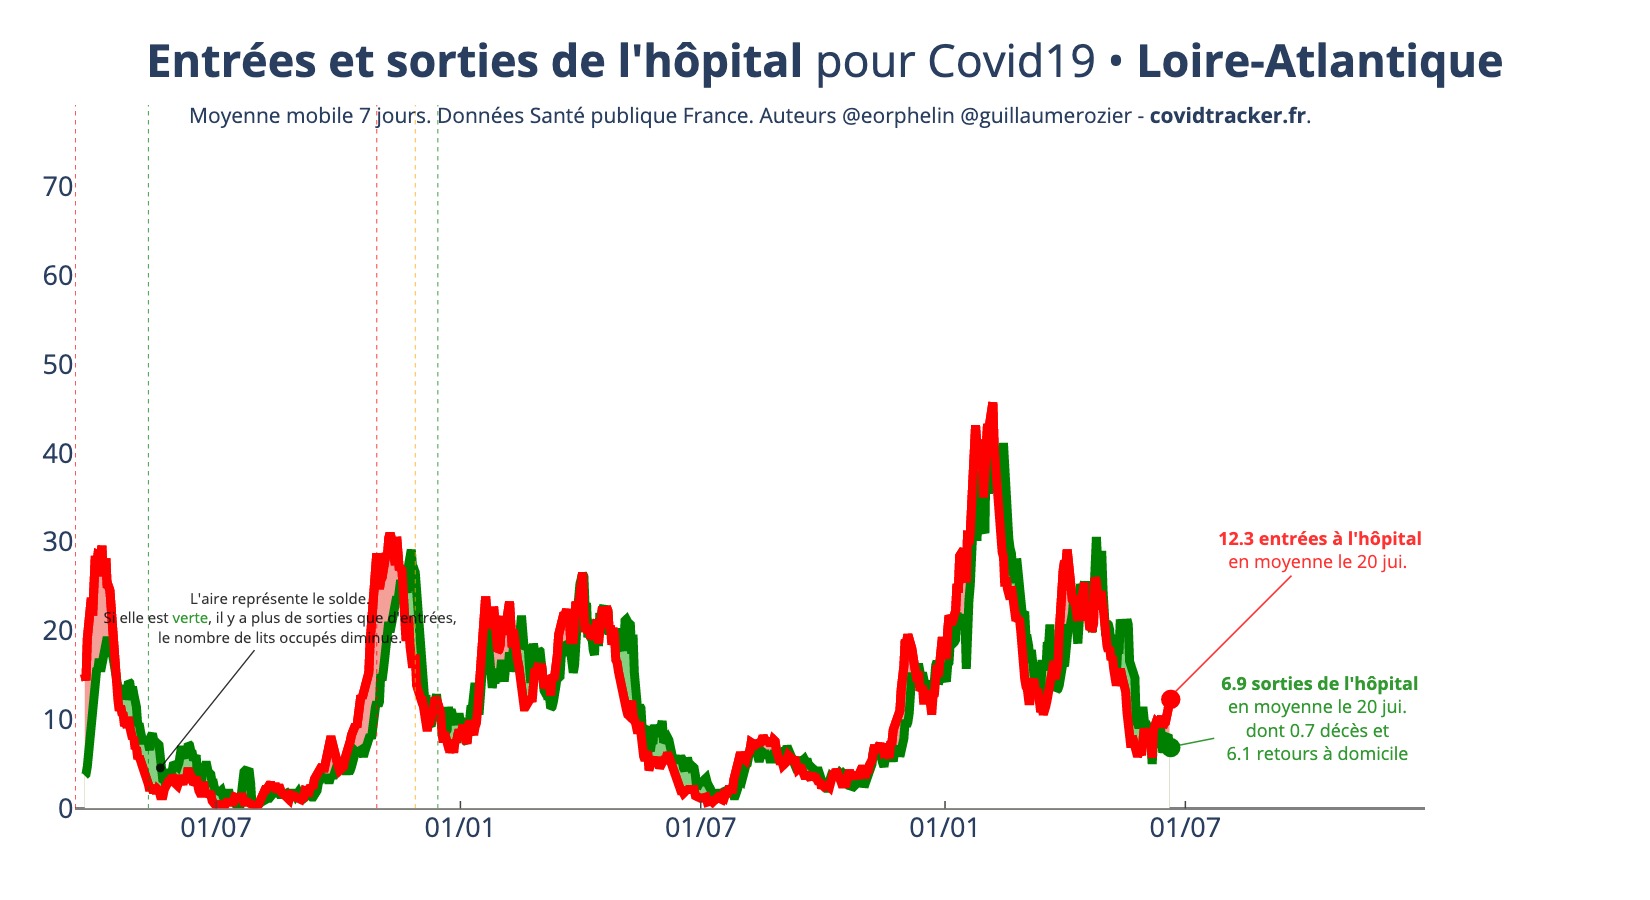 Entrées et sorties de l'hôpital pour Covid19 • Loire-Atlantique
Moyenne mobile 7 jours. Données Santé publique France. Auteurs @eorphelin @guillaumerozier - covidtracker.fr.
70
60
50
40
30
20
10
0
L'aire représente le solde.
Si elle est verte, il y a plus de sorties que d'entrées,
le nombre de lits occupés diminue.
12.3 entrées à l'hôpital
en moyenne le 20 jui.
6.9 sorties de l'hôpital
en moyenne le 20 jui.
dont 0.7 décès et
6.1 retours à domicile
01/07
01/01
01/07
01/01
01/07